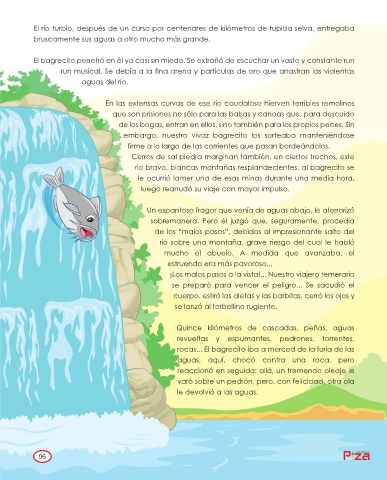 El río turbio, después de un curso por centenares de kilómetros de tupida selva, entregaba
bruscamente sus aguas a otro mucho más grande.
El bagrecito penetró en él ya casi sin miedo. Se extrañó de escuchar un vasto y constante run
run musical. Se debía a la fina arena y partículas de oro que arrastran las violentas
aguas del río.
En las extensas curvas de ese río caudaloso hierven terribles remolinos
que son prisiones no sólo para las balsas y canoas que, para descuido
de los bogas, entran en ellos, sino también para los propios peces. Sin
embargo, nuestro vivaz bagrecito los sorteaba manteniéndose
firme a lo largo de las corrientes que pasan bordeándolos.
Cerros de sal piedra marginan también, en ciertos trechos, este
río bravo, blancas montañas resplandecientes, al bagrecito se
le ocurrió lamer una de esas minas durante una media hora,
luego reanudó su viaje con mayor impulso.
Un espantoso fragor que venía de aguas abajo, le aterrorizó
sobremanera. Pero él juzgó que, seguramente, procedía
de los "malos pasos", debidos al impresionante salto del
río sobre una montaña, grave riesgo del cual le habló
mucho el abuelo. A medida que avanzaba, el
estruendo era más pavoroso...
¡Los malos pasos a la vista!... Nuestro viajero temerario
se preparó para vencer el peligro... Se sacudió el
cuerpo, estiró las aletas y las barbitas, cerró los ojos y
se lanzó al torbellino rugiente.
Quince kilómetros de cascadas, peñas, aguas
revueltas y espumantes, pedrones, torrentes,
rocas... El bagrecito iba a merced de la furia de las
aguas, aquí, chocó contra una roca, pero
reaccionó en seguida; allá, un tremendo oleaje le
varó sobre un pedrón, pero, con felicidad, otra ola
le devolvió a las aguas.
06